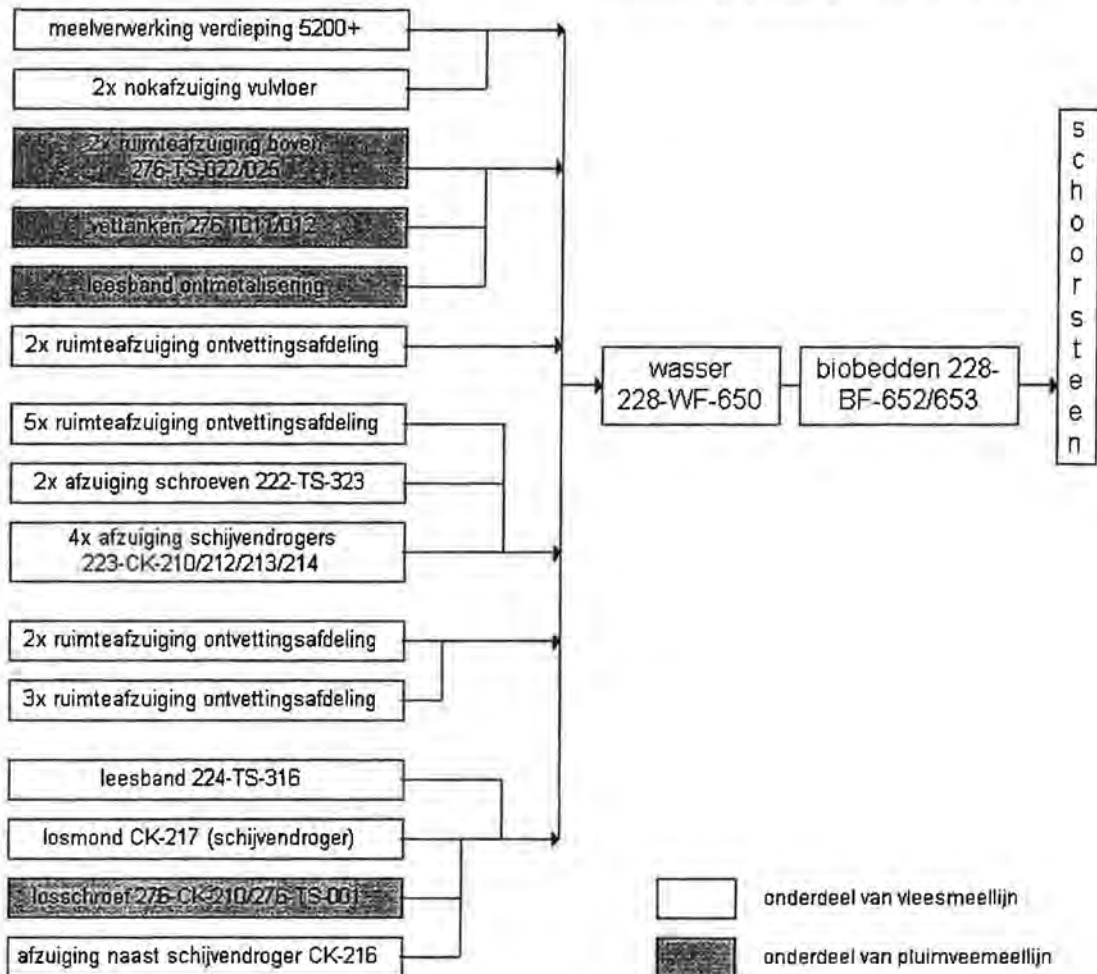 meelverwerking verdieping 5200+
2x nokafzuiging vulvloer
2x ruimteafzuiging boven
276-TS-022/025
vettanken 276-T011/012
leesband ontmetalisering
2x ruimteafzuiging ontvettingsafdeling
5x ruimteafzuiging ontvettingsafdeling
2x afzuiging schroeven 222-TS-323
4x afzuiging schijvendrogers
223-CK-210/212/213/214
2x ruimteafzuiging ontvettingsafdeling
3x ruimteafzuiging ontvettingsafdeling
leesband 224-TS-316
losmond CK-217 (schijvendroger)
losschroef 276-CK-210/276-TS-001
afzuiging naast schijvendroger CK-216
wasser
228-WF-650
biobedden 228-
BF-652/653
schoorsteen
onderdeel van vleesmeellijn
onderdeel van pluimveemeellijn